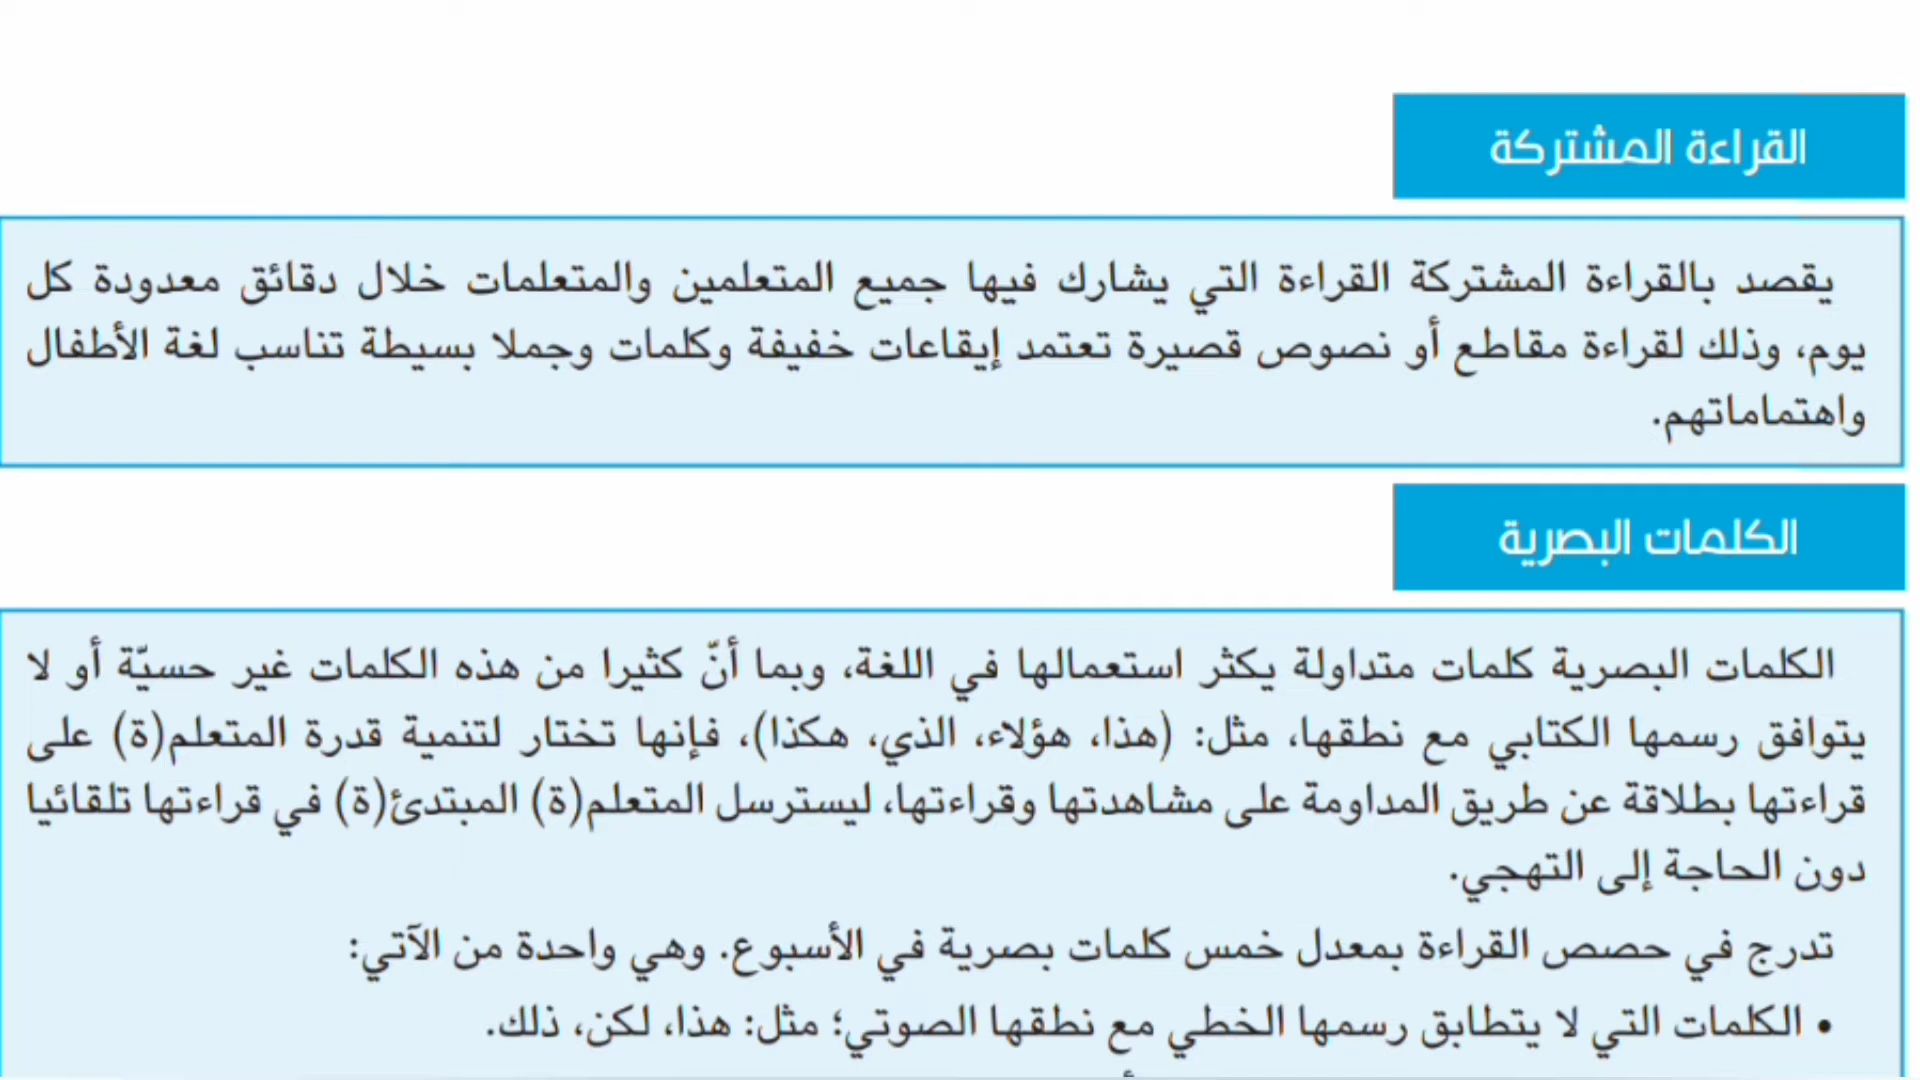 القراءة المشتركة
يقصد بالقراءة المشتركة القراءة التي يشارك فيها جميع المتعلمين والمتعلمات خلال دقائق معدودة كل
يوم، وذلك لقراءة مقاطع أو نصوص قصيرة تعتمد إيقاعات خفيفة وكلمات وجملا بسيطة تناسب لغة الأطفال
واهتماماتهم.
الكلمات البصرية
الكلمات البصرية كلمات متداولة يكثر استعمالها في اللغة، وبما أنّ كثيرا من هذه الكلمات غير حسيّة أو لا
يتوافق رسمها الكتابي مع نطقها، مثل: (هذا، هؤلاء، الذي، هكذا)، فإنها تختار لتنمية قدرة المتعلم(ة) على
قراءتها بطلاقة عن طريق المداومة على مشاهدتها وقراءتها، ليسترسل المتعلم(ة) المبتدئ(ة) في قراءتها تلقائيا
دون الحاجة إلى التهجي.
تدرج في حصص القراءة بمعدل خمس كلمات بصرية في الأسبوع. وهي واحدة من الآتي:
• الكلمات التي لا يتطابق رسمها الخطي مع نطقها الصوتي؛ مثل: هذا، لكن، ذلك.